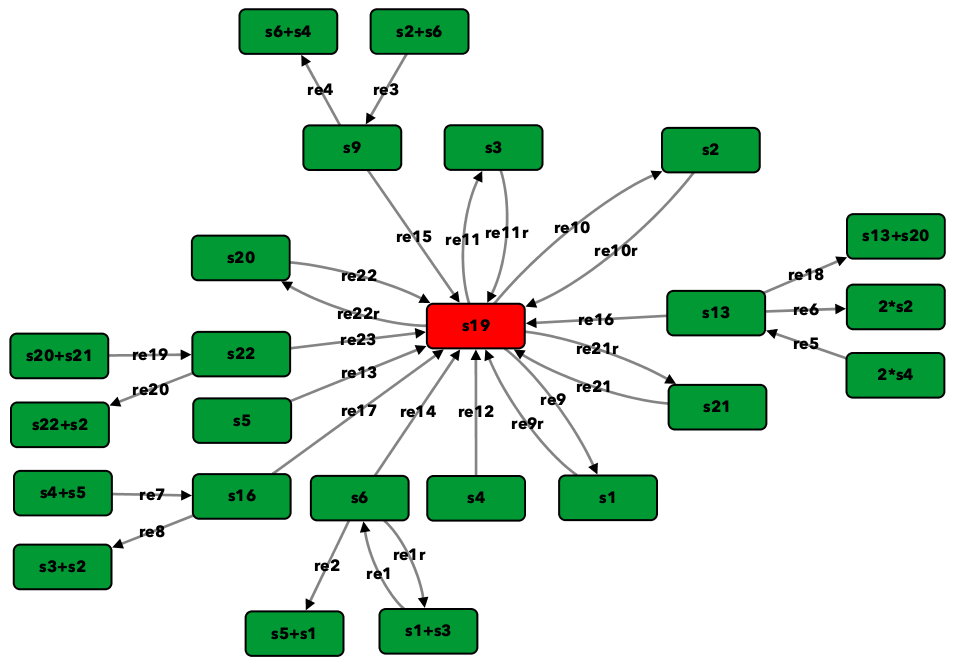 s6+s4
s2+s6
re4
re3
s9
s3
s2
re15
re11
re11r
re10
re10r
s13+s20
s20
re22
re18
re22r
s19
re16
s13
re6
2*s2
s20+s21
re19
s22
re23
re21r
re5
re20
re13
re21
2*s4
s22+s2
s5
re17
re14
re12
re9r
re9
s21
s4+s5
re7
s16
s6
s4
s1
re8
s3+s2
re2
re1
re1r
s5+s1
s1+s3